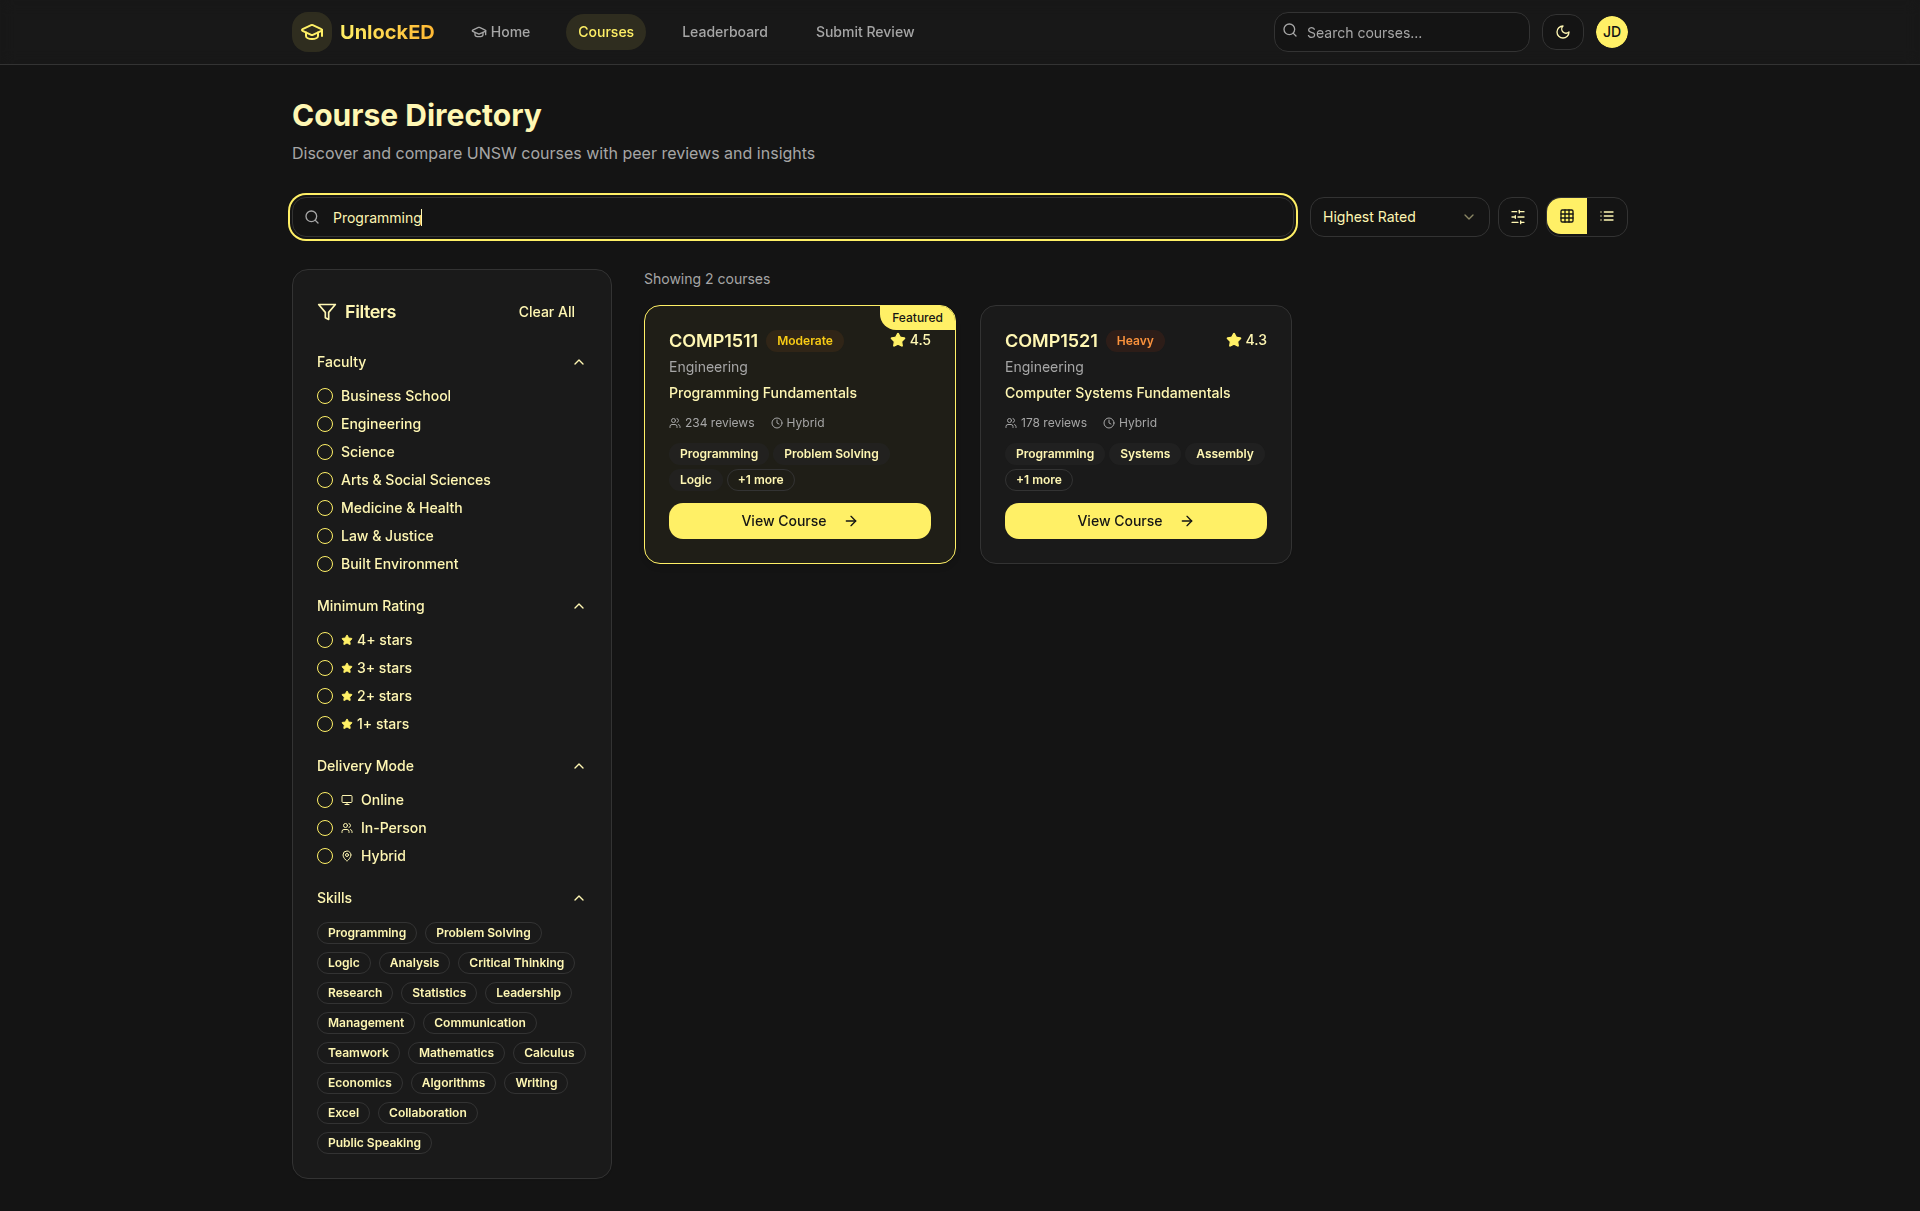 UnlockED
Home
Courses
Leaderboard
Submit Review
Search courses...
JD
Course Directory
Discover and compare UNSW courses with peer reviews and insights
Programming
Highest Rated
Filters
Clear All
Faculty
Business School
Engineering
Science
Arts & Social Sciences
Medicine & Health
Law & Justice
Built Environment
Minimum Rating
4+ stars
3+ stars
2+ stars
1+ stars
Delivery Mode
Online
In-Person
Hybrid
Skills
Programming Problem Solving
Logic Analysis Critical Thinking
Research Statistics Leadership
Management Communication
Teamwork Mathematics Calculus
Economics Algorithms Writing
Excel Collaboration
Public Speaking
Showing 2 courses
Featured
COMP1511 Moderate 4.5
Engineering
Programming Fundamentals
234 reviews Hybrid
Programming Problem Solving
Logic +1 more
View Course
COMP1521 Heavy 4.3
Engineering
Computer Systems Fundamentals
178 reviews Hybrid
Programming Systems Assembly
+1 more
View Course